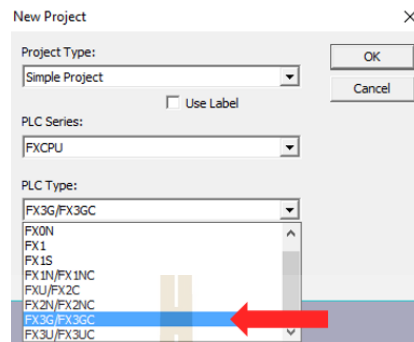 New Project
Project Type:
Simple Project
OK
Use Label
Cancel
PLC Series:
FXCPU
PLC Type:
FX3G/FX3GC
FX0N
FX1
FX1S
FX1N/FX1NC
FXU/FX2C
FX2N/FX2NC
FX3G/FX3GC
FX3U/FX3UC